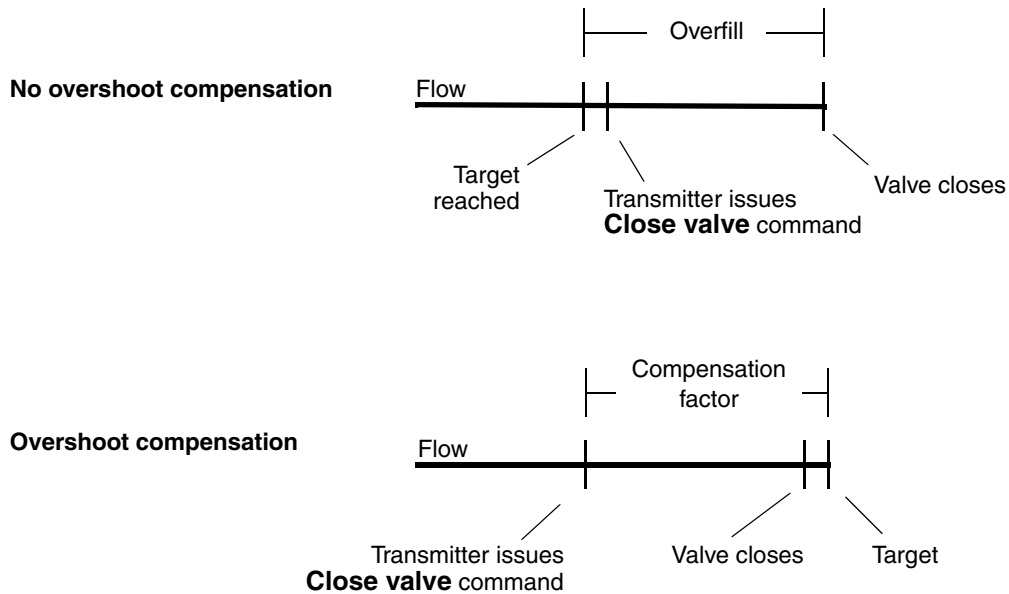 Overfill
No overshoot compensation
Flow
Target
reached
Transmitter issues
Close valve command
Valve closes
Compensation
factor
Overshoot compensation
Flow
Transmitter issues
Close valve command
Valve closes
Target